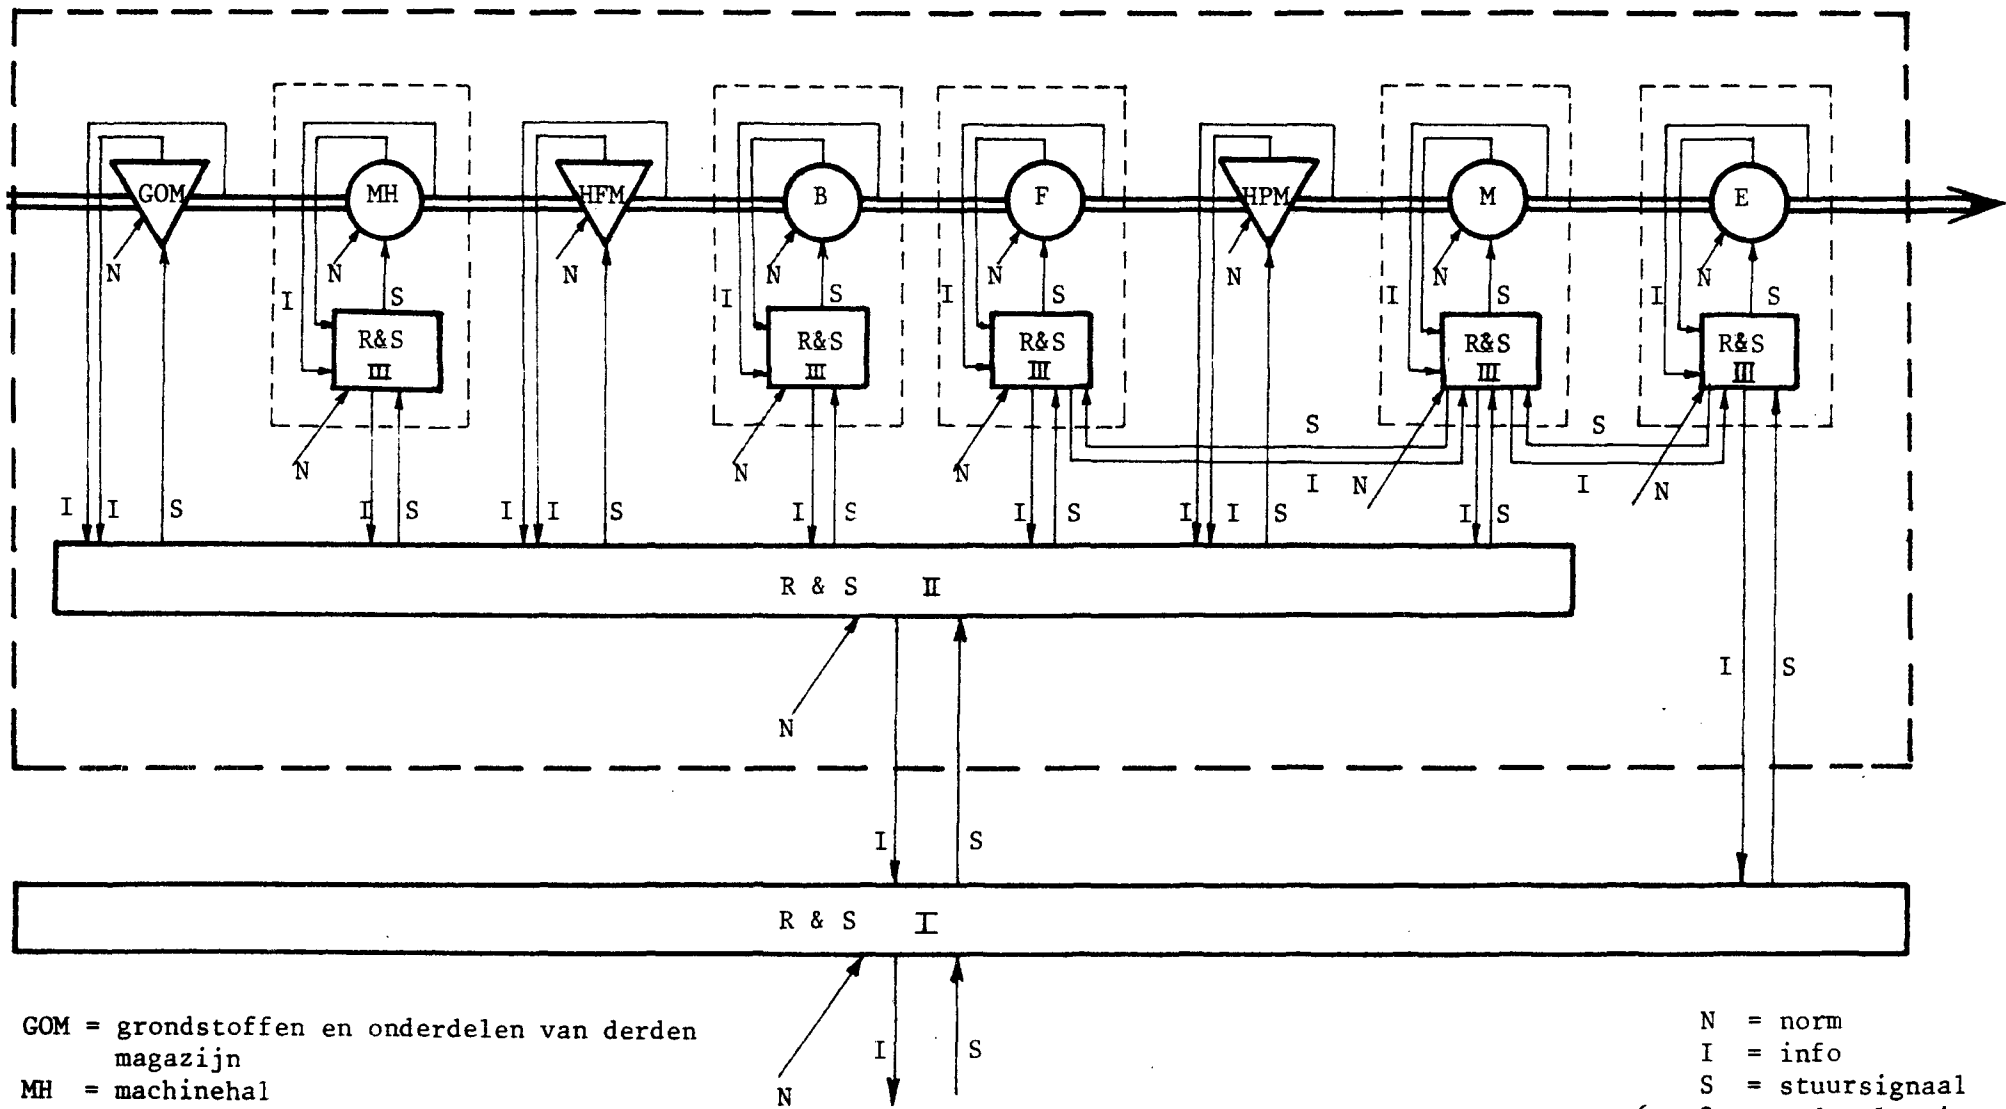 GOM MH HFM B F HPM M E
N N N N N N N N
I S I S I S I S I S
R&S R&S R&S R&S R&S
III III III III III
S S
N N N I N I N
I I S I S I I S I S I S I I S I S
R & S II
I S
N
I S
R & S I
GOM = grondstoffen en onderdelen van derden
magazijn
MH = machinehal
N
I S
N = norm
I = info
S = stuursignaal